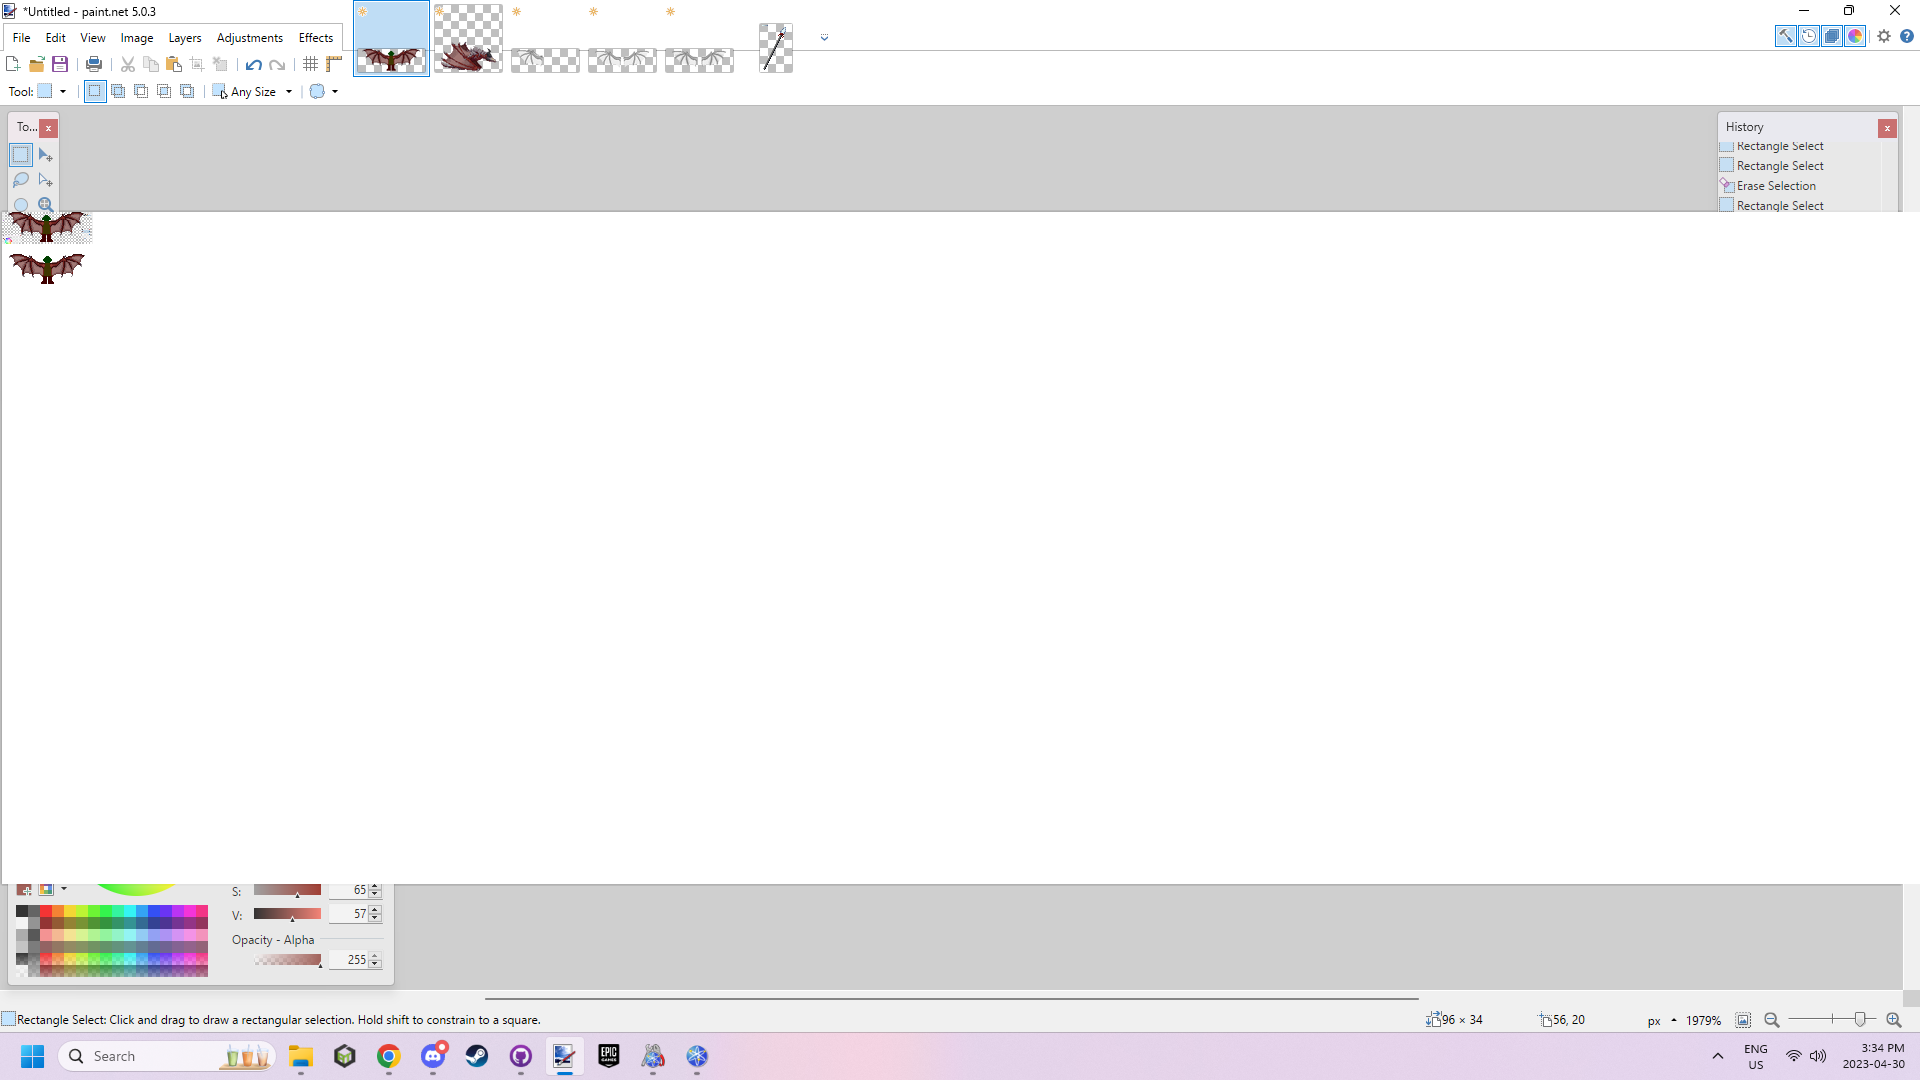 *Untitled - paint.net 5.0.3
File Edit View Image Layers Adjustments Effects
Tool: Any Size
To... x
History x
Rectangle Select
Rectangle Select
Erase Selection
Rectangle Select
S: 65
V: 57
Opacity - Alpha
255
Rectangle Select: Click and drag to draw a rectangular selection. Hold shift to constrain to a square.
96 × 34
56, 20
px 1979%
Search
EPIC
GAMES
ENG
US
3:34 PM
2023-04-30